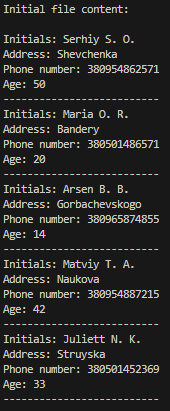 Initial file content:
Initials: Serhiy S. O.
Address: Shevchenka
Phone number: 380954862571
Age: 50
---------------------------
Initials: Maria O. R.
Address: Bandery
Phone number: 380501486571
Age: 20
---------------------------
Initials: Arsen B. B.
Address: Gorbachevskogo
Phone number: 380965874855
Age: 14
---------------------------
Initials: Matviy T. A.
Address: Naukova
Phone number: 380954887215
Age: 42
---------------------------
Initials: Juliett N. K.
Address: Struyska
Phone number: 380501452369
Age: 33
---------------------------